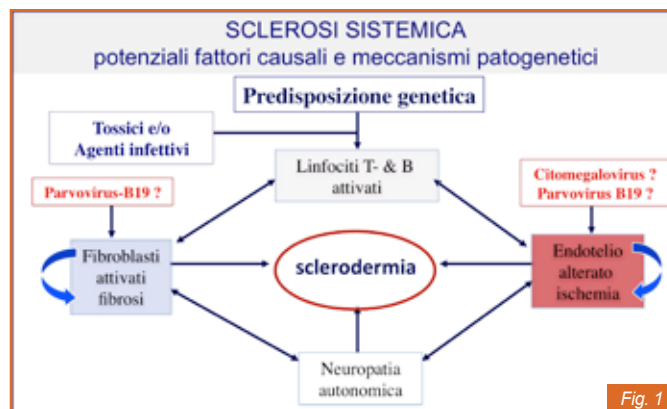 SCLEROSI SISTEMICA
potenziali fattori causali e meccanismi patogenetici
Predisposizione genetica
Tossici e/o
Agenti infettivi
Linfociti T- & B
attivati
Parvovirus-B19 ?
Citomegalovirus ?
Parvovirus B19 ?
Fibroblasti
attivati
fibrosi
sclerodermia
Endotelio
alterato
ischemia
Neuropatia
autonomica
Fig. 1